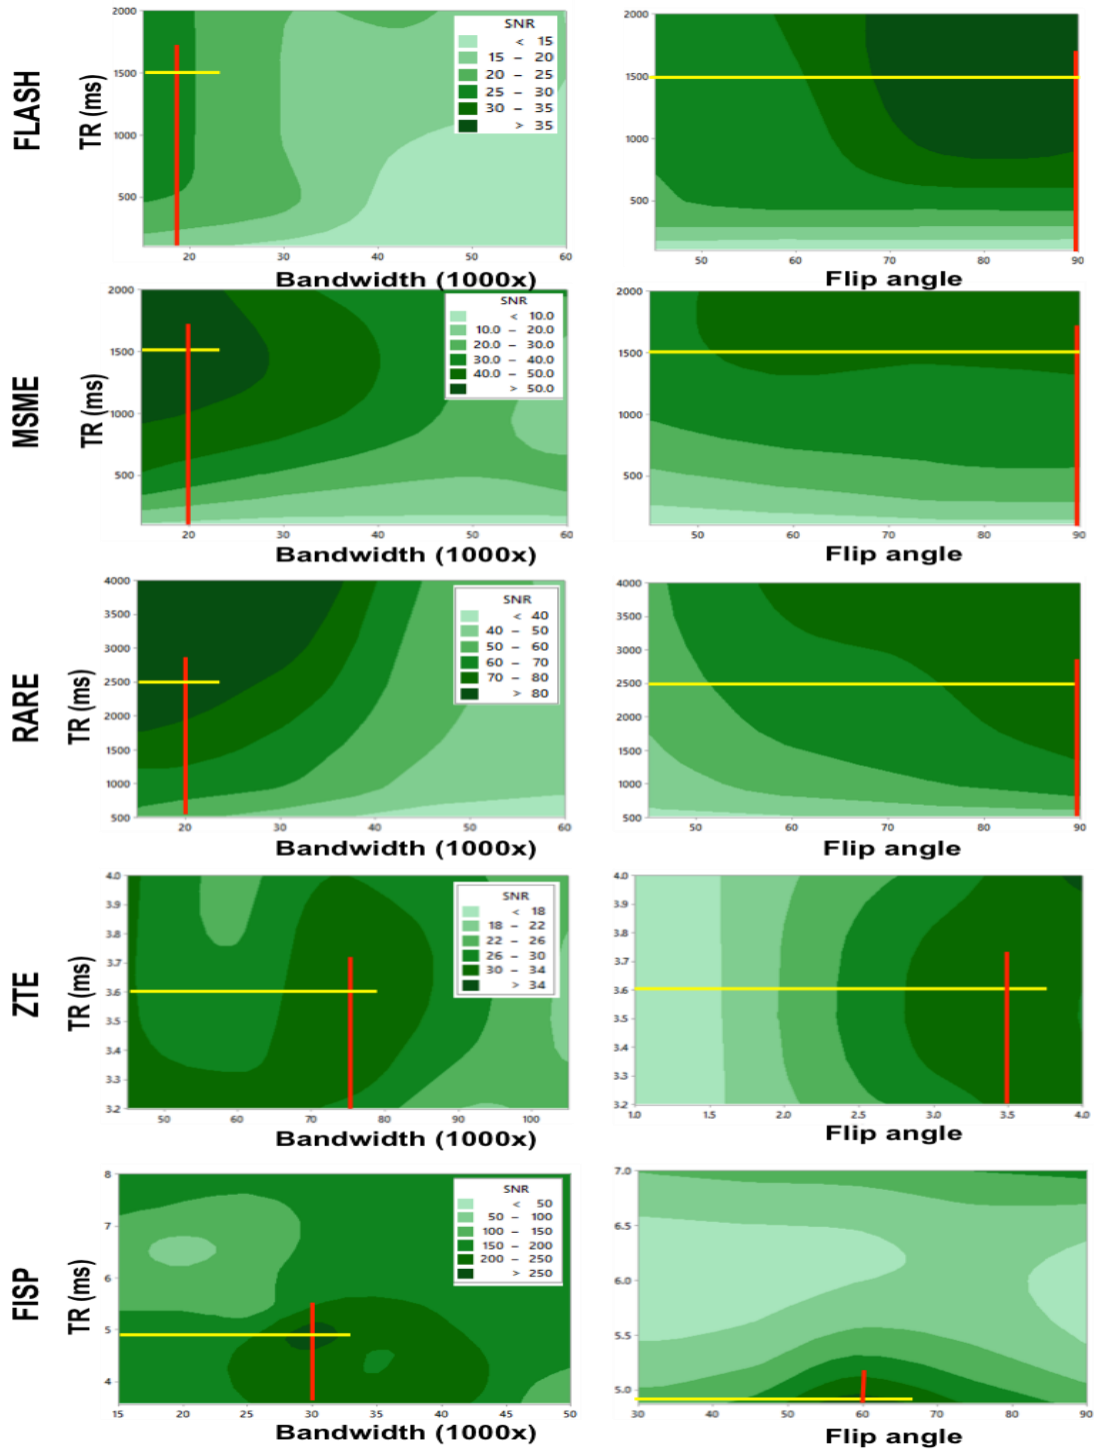 FLASH
TR (ms)
2000
1500
1000
500
20
30
40
50
60
Bandwidth (1000x)
SNR
< 15
15 – 20
20 – 25
25 – 30
30 – 35
> 35
2000
1500
1000
500
50
60
70
80
90
Flip angle
MSME
TR (ms)
2000
1500
1000
500
20
30
40
50
60
Bandwidth (1000x)
SNR
< 10.0
10.0 – 20.0
20.0 – 30.0
30.0 – 40.0
40.0 – 50.0
> 50.0
2000
1500
1000
500
50
60
70
80
90
Flip angle
RARE
TR (ms)
4000
3500
3000
2500
2000
1500
1000
500
20
30
40
50
60
Bandwidth (1000x)
SNR
< 40
40 – 50
50 – 60
60 – 70
70 – 80
> 80
4000
3500
3000
2500
2000
1500
1000
500
50
60
70
80
90
Flip angle
ZTE
TR (ms)
4.0
3.9
3.8
3.7
3.6
3.5
3.4
3.3
3.2
50
60
70
80
90
100
Bandwidth (1000x)
SNR
< 18
18 – 22
22 – 26
26 – 30
30 – 34
> 34
4.0
3.9
3.8
3.7
3.6
3.5
3.4
3.3
3.2
1.0
1.5
2.0
2.5
3.0
3.5
4.0
Flip angle
FISP
TR (ms)
8
7
6
5
4
15
20
25
30
35
40
45
50
Bandwidth (1000x)
SNR
< 50
50 – 100
100 – 150
150 – 200
200 – 250
> 250
7.0
6.5
6.0
5.5
5.0
30
40
50
60
70
80
90
Flip angle